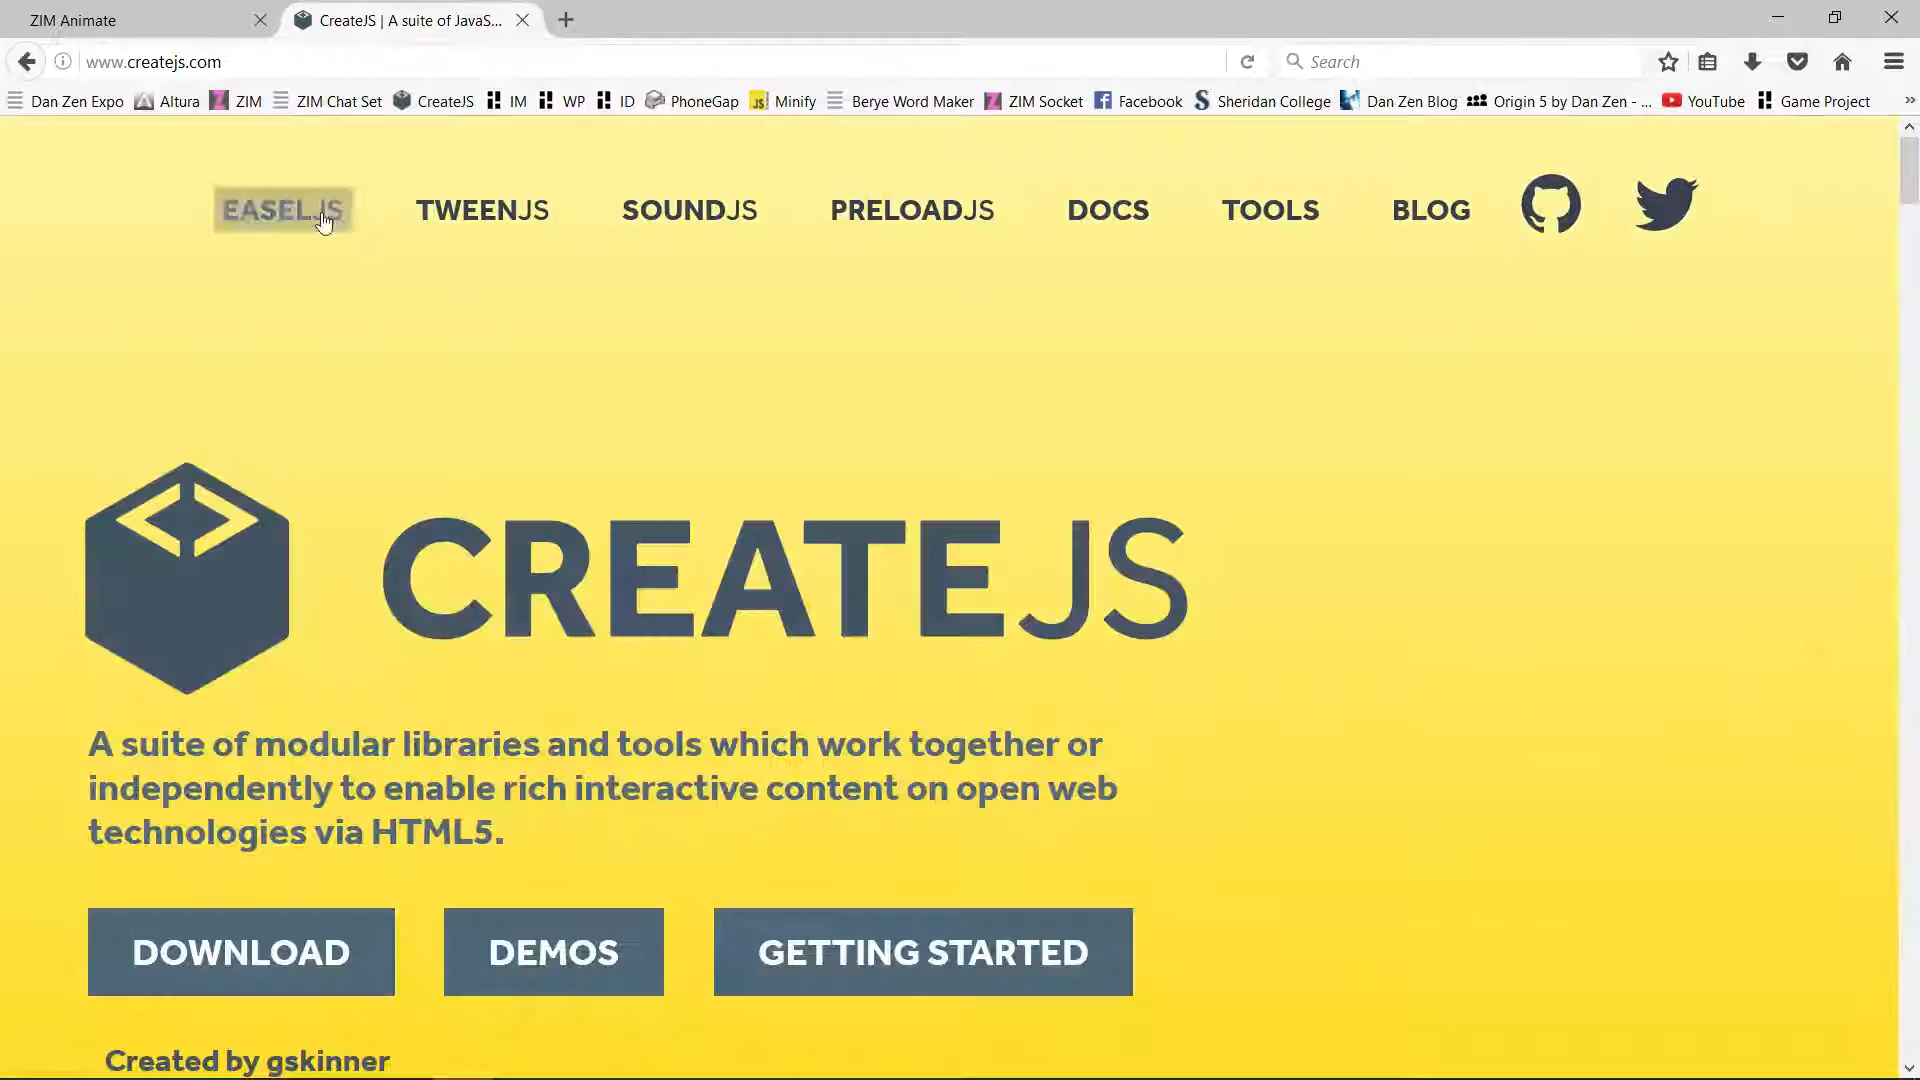 ZIM Animate
CreateJS | A suite of JavaS...
www.createjs.com
Search
Dan Zen Expo Altura ZIM ZIM Chat Set CreateJS IM WP ID PhoneGap Minify Berye Word Maker ZIM Socket Facebook Sheridan College Dan Zen Blog Origin 5 by Dan Zen - ... YouTube Game Project
EASELJS TWEENJS SOUNDJS PRELOADJS DOCS TOOLS BLOG
CREATEJS
A suite of modular libraries and tools which work together or
independently to enable rich interactive content on open web
technologies via HTML5.
DOWNLOAD DEMOS GETTING STARTED
Created by gskinner